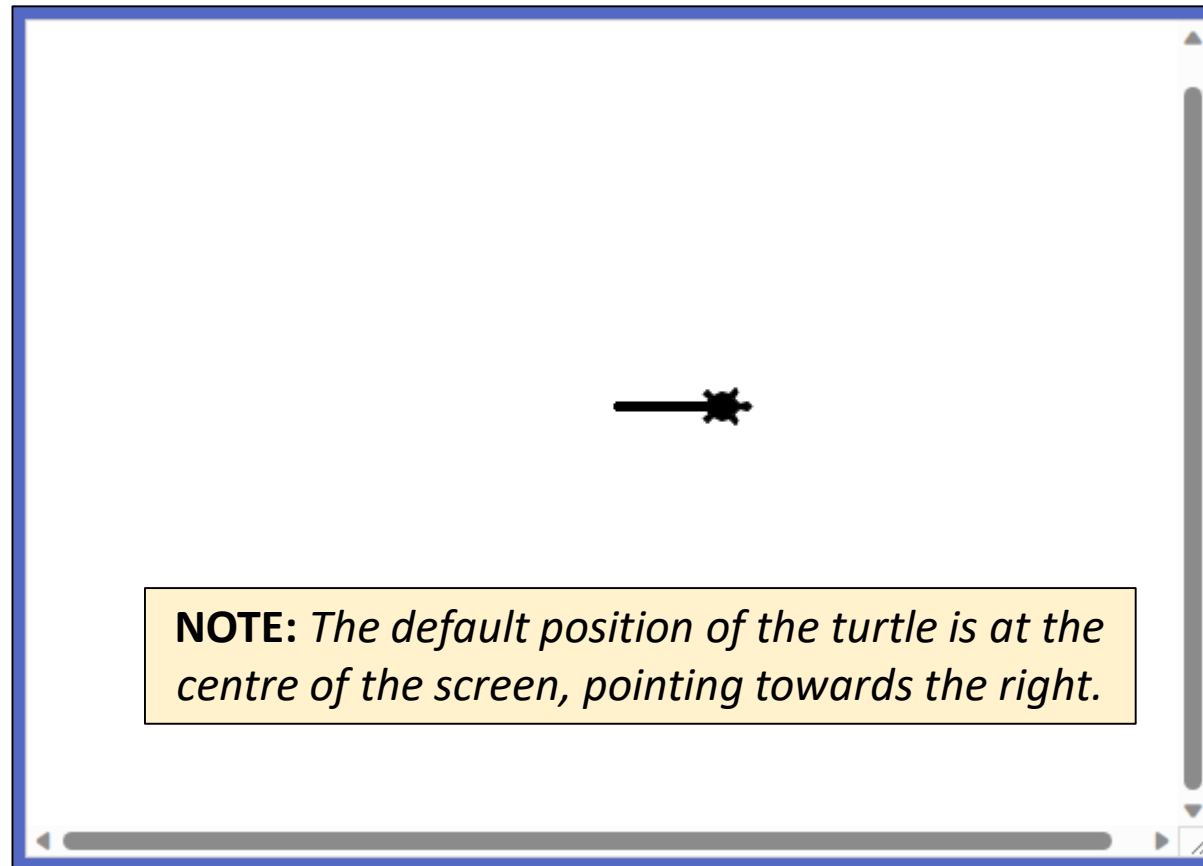 NOTE: The default position of the turtle is at the
centre of the screen, pointing towards the right.